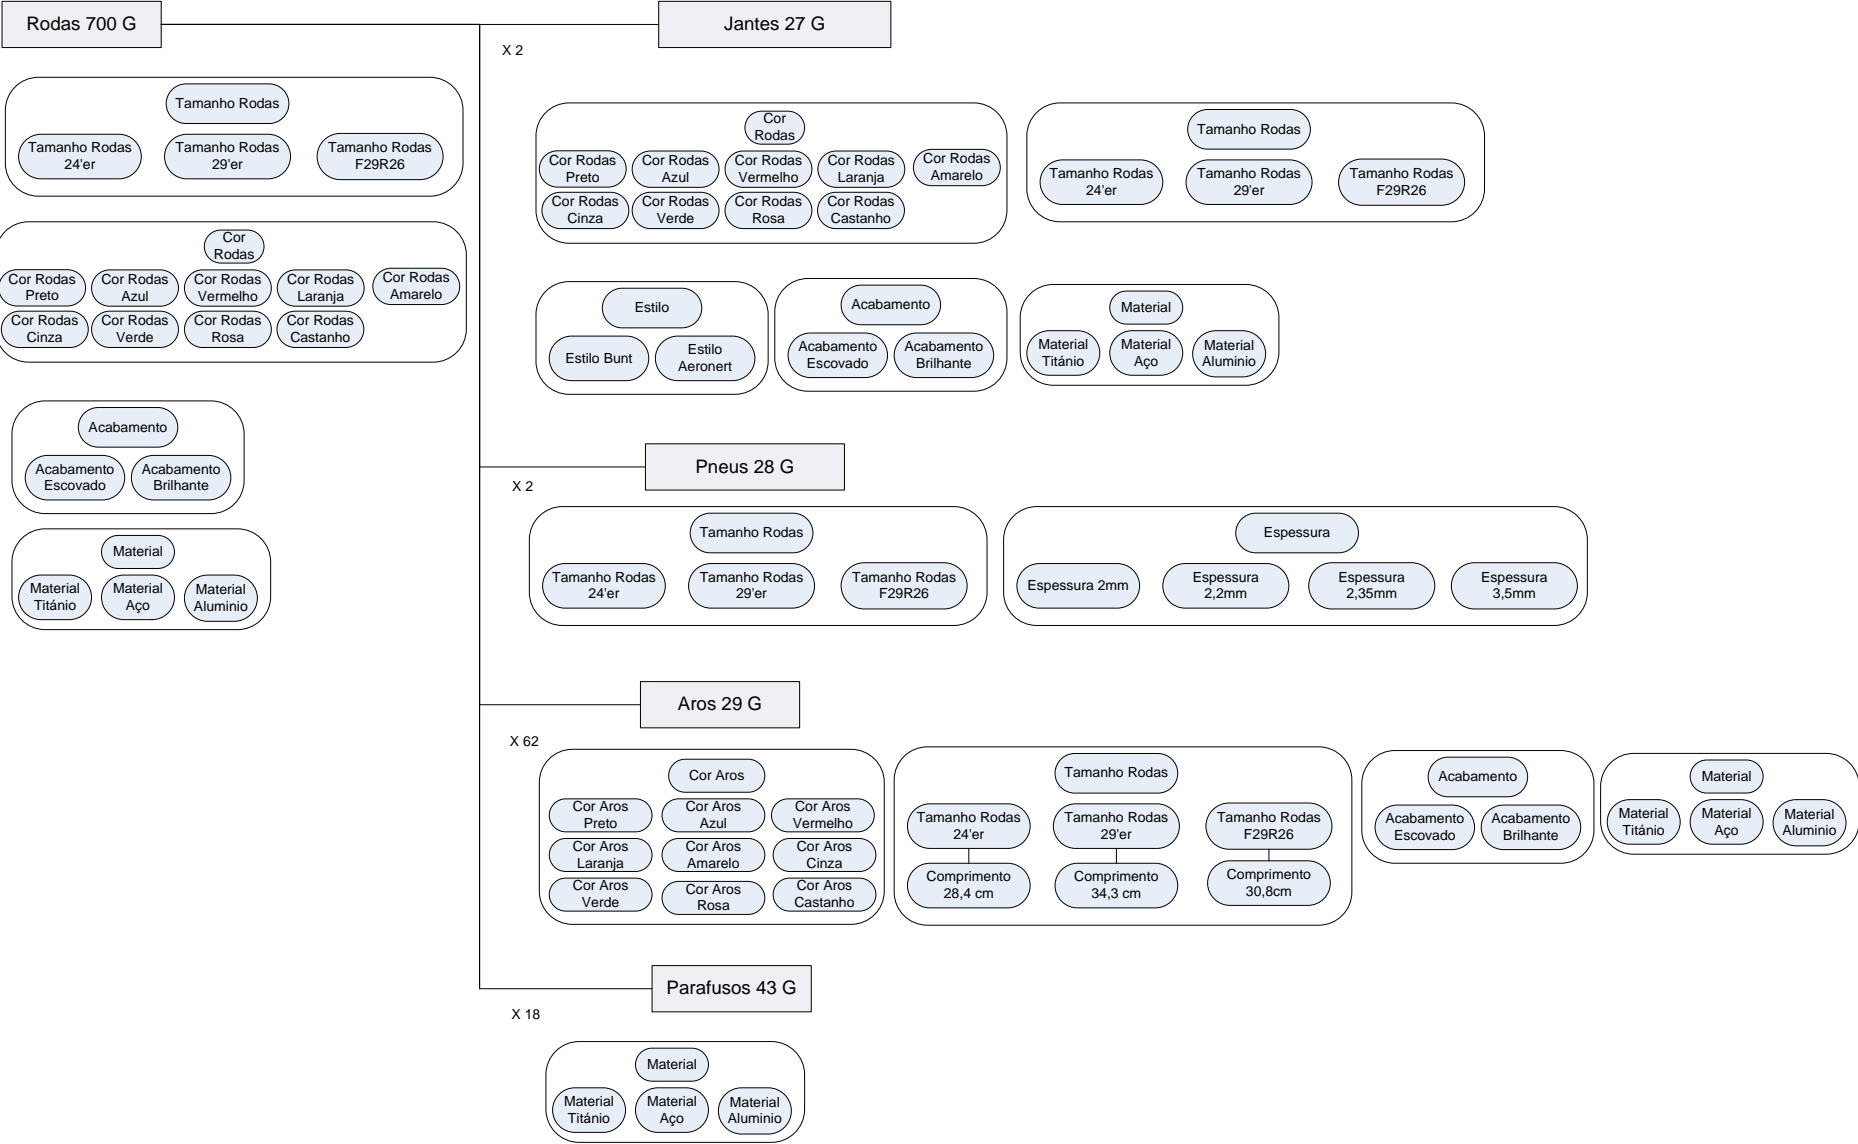 Rodas 700 G
Jantes 27 G
X 2
Tamanho Rodas
Tamanho Rodas
24'er
Tamanho Rodas
29'er
Tamanho Rodas
F29R26
Cor
Rodas
Cor Rodas
Preto
Cor Rodas
Azul
Cor Rodas
Vermelho
Cor Rodas
Laranja
Cor Rodas
Amarelo
Cor Rodas
Cinza
Cor Rodas
Verde
Cor Rodas
Rosa
Cor Rodas
Castanho
Acabamento
Acabamento
Escovado
Acabamento
Brilhante
Material
Material
Titánio
Material
Aço
Material
Aluminio
Cor
Rodas
Cor Rodas
Preto
Cor Rodas
Azul
Cor Rodas
Vermelho
Cor Rodas
Laranja
Cor Rodas
Amarelo
Cor Rodas
Cinza
Cor Rodas
Verde
Cor Rodas
Rosa
Cor Rodas
Castanho
Tamanho Rodas
Tamanho Rodas
24'er
Tamanho Rodas
29'er
Tamanho Rodas
F29R26
Estilo
Estilo Bunt
Estilo
Aeronert
Acabamento
Acabamento
Escovado
Acabamento
Brilhante
Material
Material
Titánio
Material
Aço
Material
Aluminio
Pneus 28 G
X 2
Tamanho Rodas
Tamanho Rodas
24'er
Tamanho Rodas
29'er
Tamanho Rodas
F29R26
Espessura
Espessura 2mm
Espessura
2,2mm
Espessura
2,35mm
Espessura
3,5mm
Aros 29 G
X 62
Cor Aros
Cor Aros
Preto
Cor Aros
Azul
Cor Aros
Vermelho
Cor Aros
Laranja
Cor Aros
Amarelo
Cor Aros
Cinza
Cor Aros
Verde
Cor Aros
Rosa
Cor Aros
Castanho
Tamanho Rodas
Tamanho Rodas
24'er
Tamanho Rodas
29'er
Tamanho Rodas
F29R26
Comprimento
28,4 cm
Comprimento
34,3 cm
Comprimento
30,8cm
Acabamento
Acabamento
Escovado
Acabamento
Brilhante
Material
Material
Titánio
Material
Aço
Material
Aluminio
Parafusos 43 G
X 18
Material
Material
Titánio
Material
Aço
Material
Aluminio